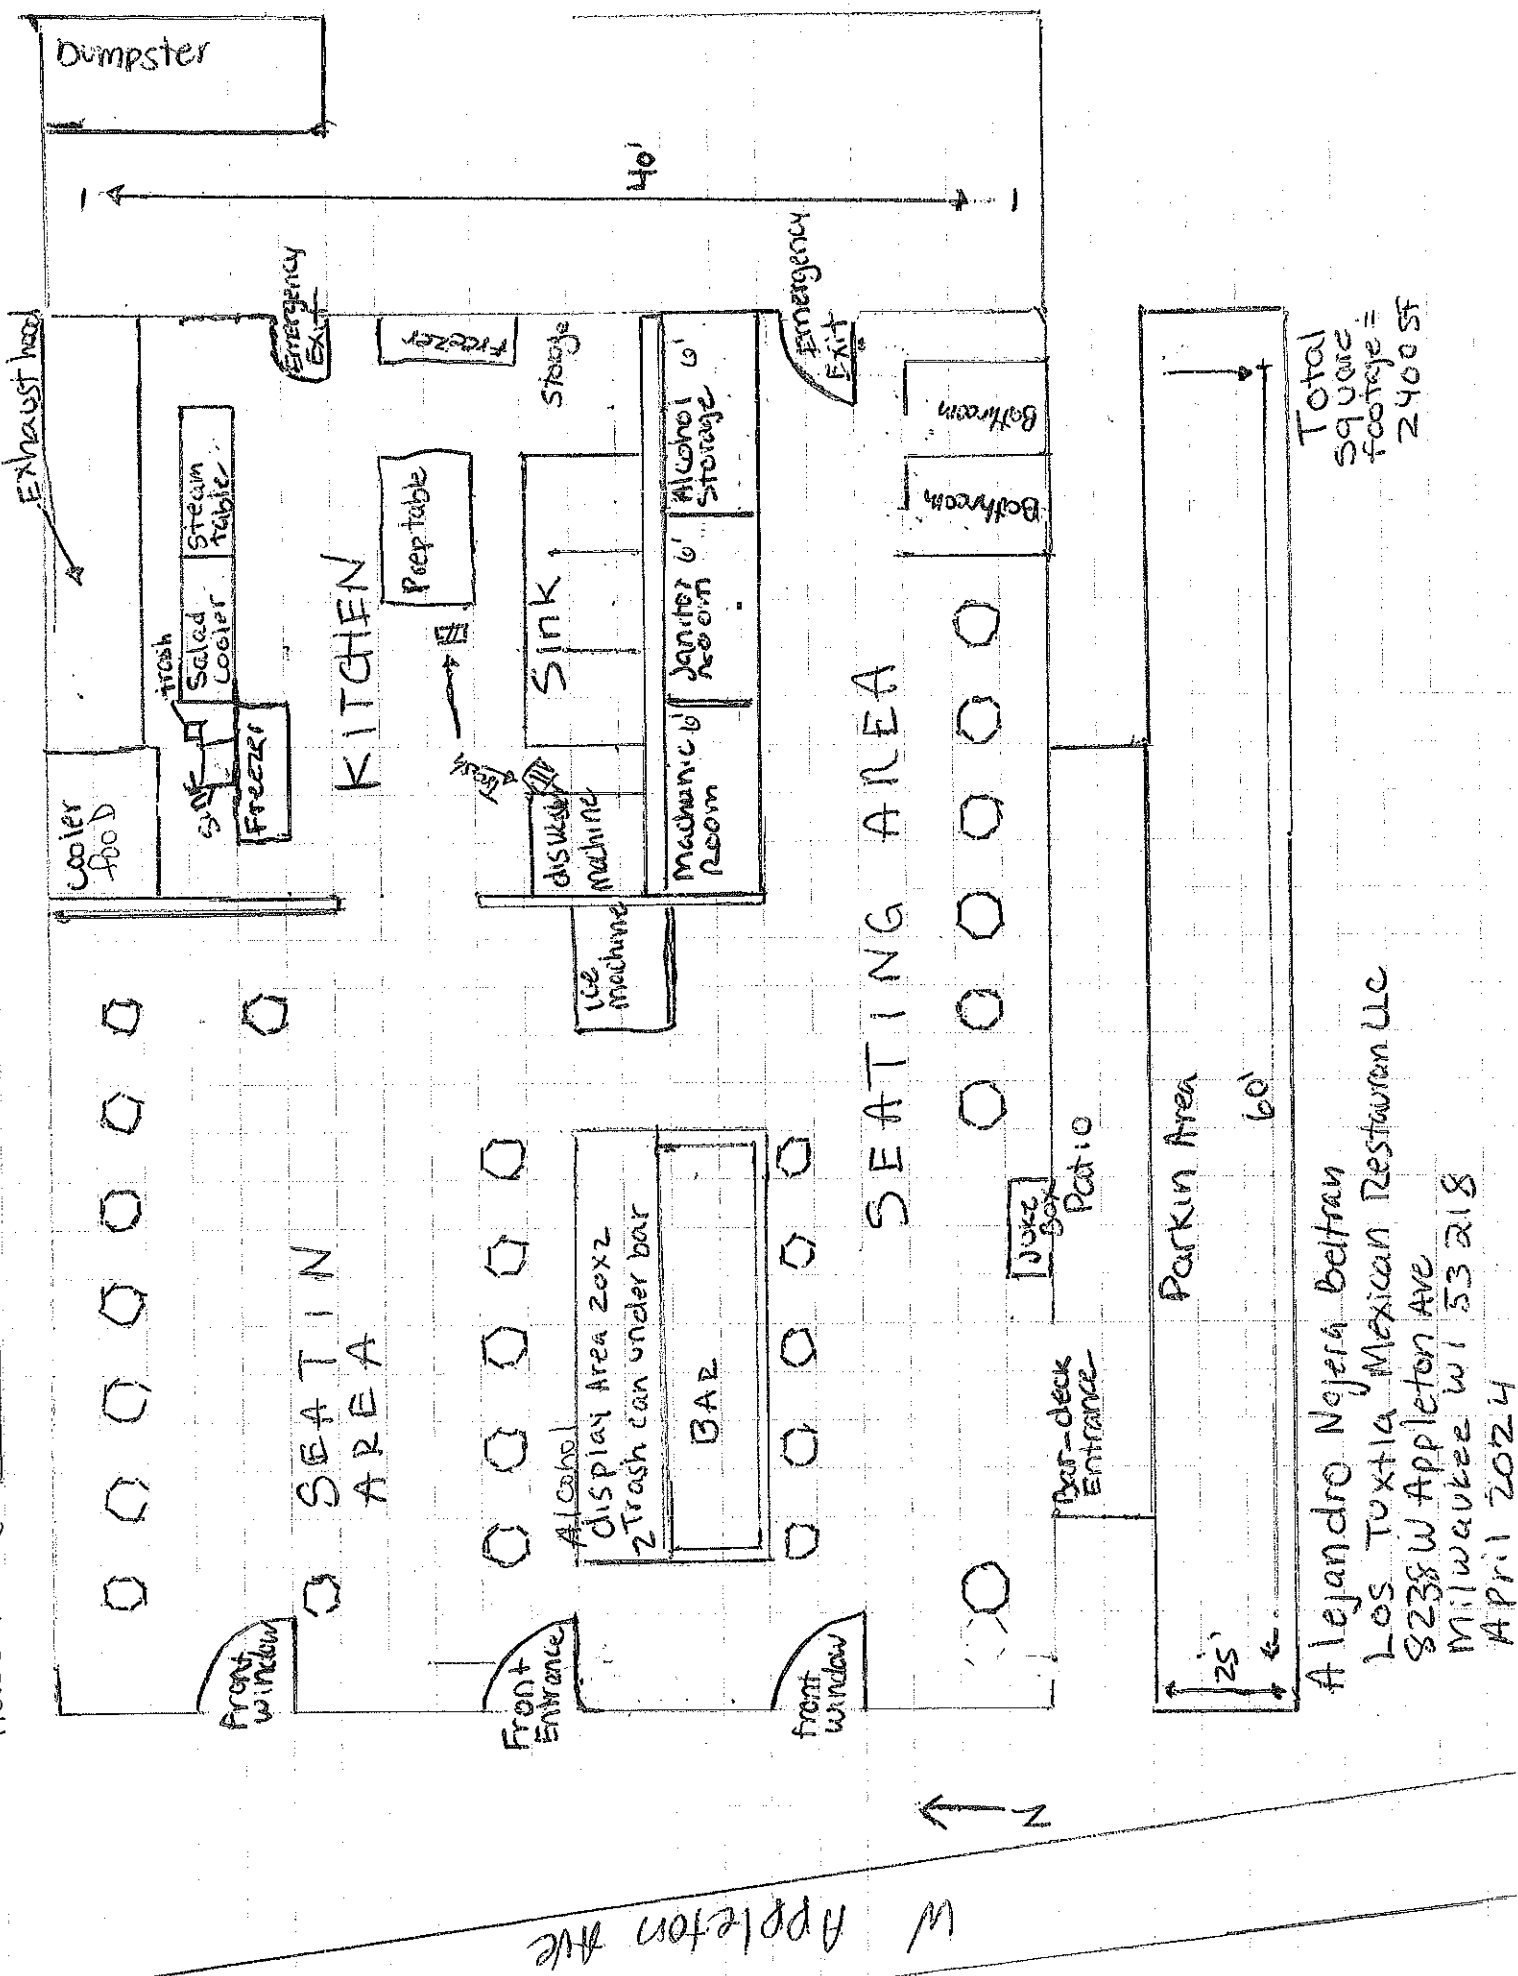 Dumpster
Exhaust hood
40'
Emergency
Exit
Freezer
Storage
Emergency
Exit
Cooler
fooD
trash
Sink
Freezer
Salad
cooler
Steam
table
KITCHEN
Prep table
Sink
trash
machine
Machanic 6'
Room
Janitor 6'
room
Alcohol 6'
Storage
Bathroom
Bathroom
Ice
machine
SEATIN
AREA
SEATING AREA
Alcohol
display Area 20x2
2 Trash can under bar
BAR
Juke
Box
Front
window
Front
Entrance
front
window
Patio
Bar-deck
Entrance
Parkin Area
60'
25'
Total
square
footage=
2400 SF
Alejandro Najera Beltran
Los Tuxtla Mexican Restauran LLC
8238 W Appleton Ave
Milwaukee WI 53218
April 2024
N
W Appleton Ave